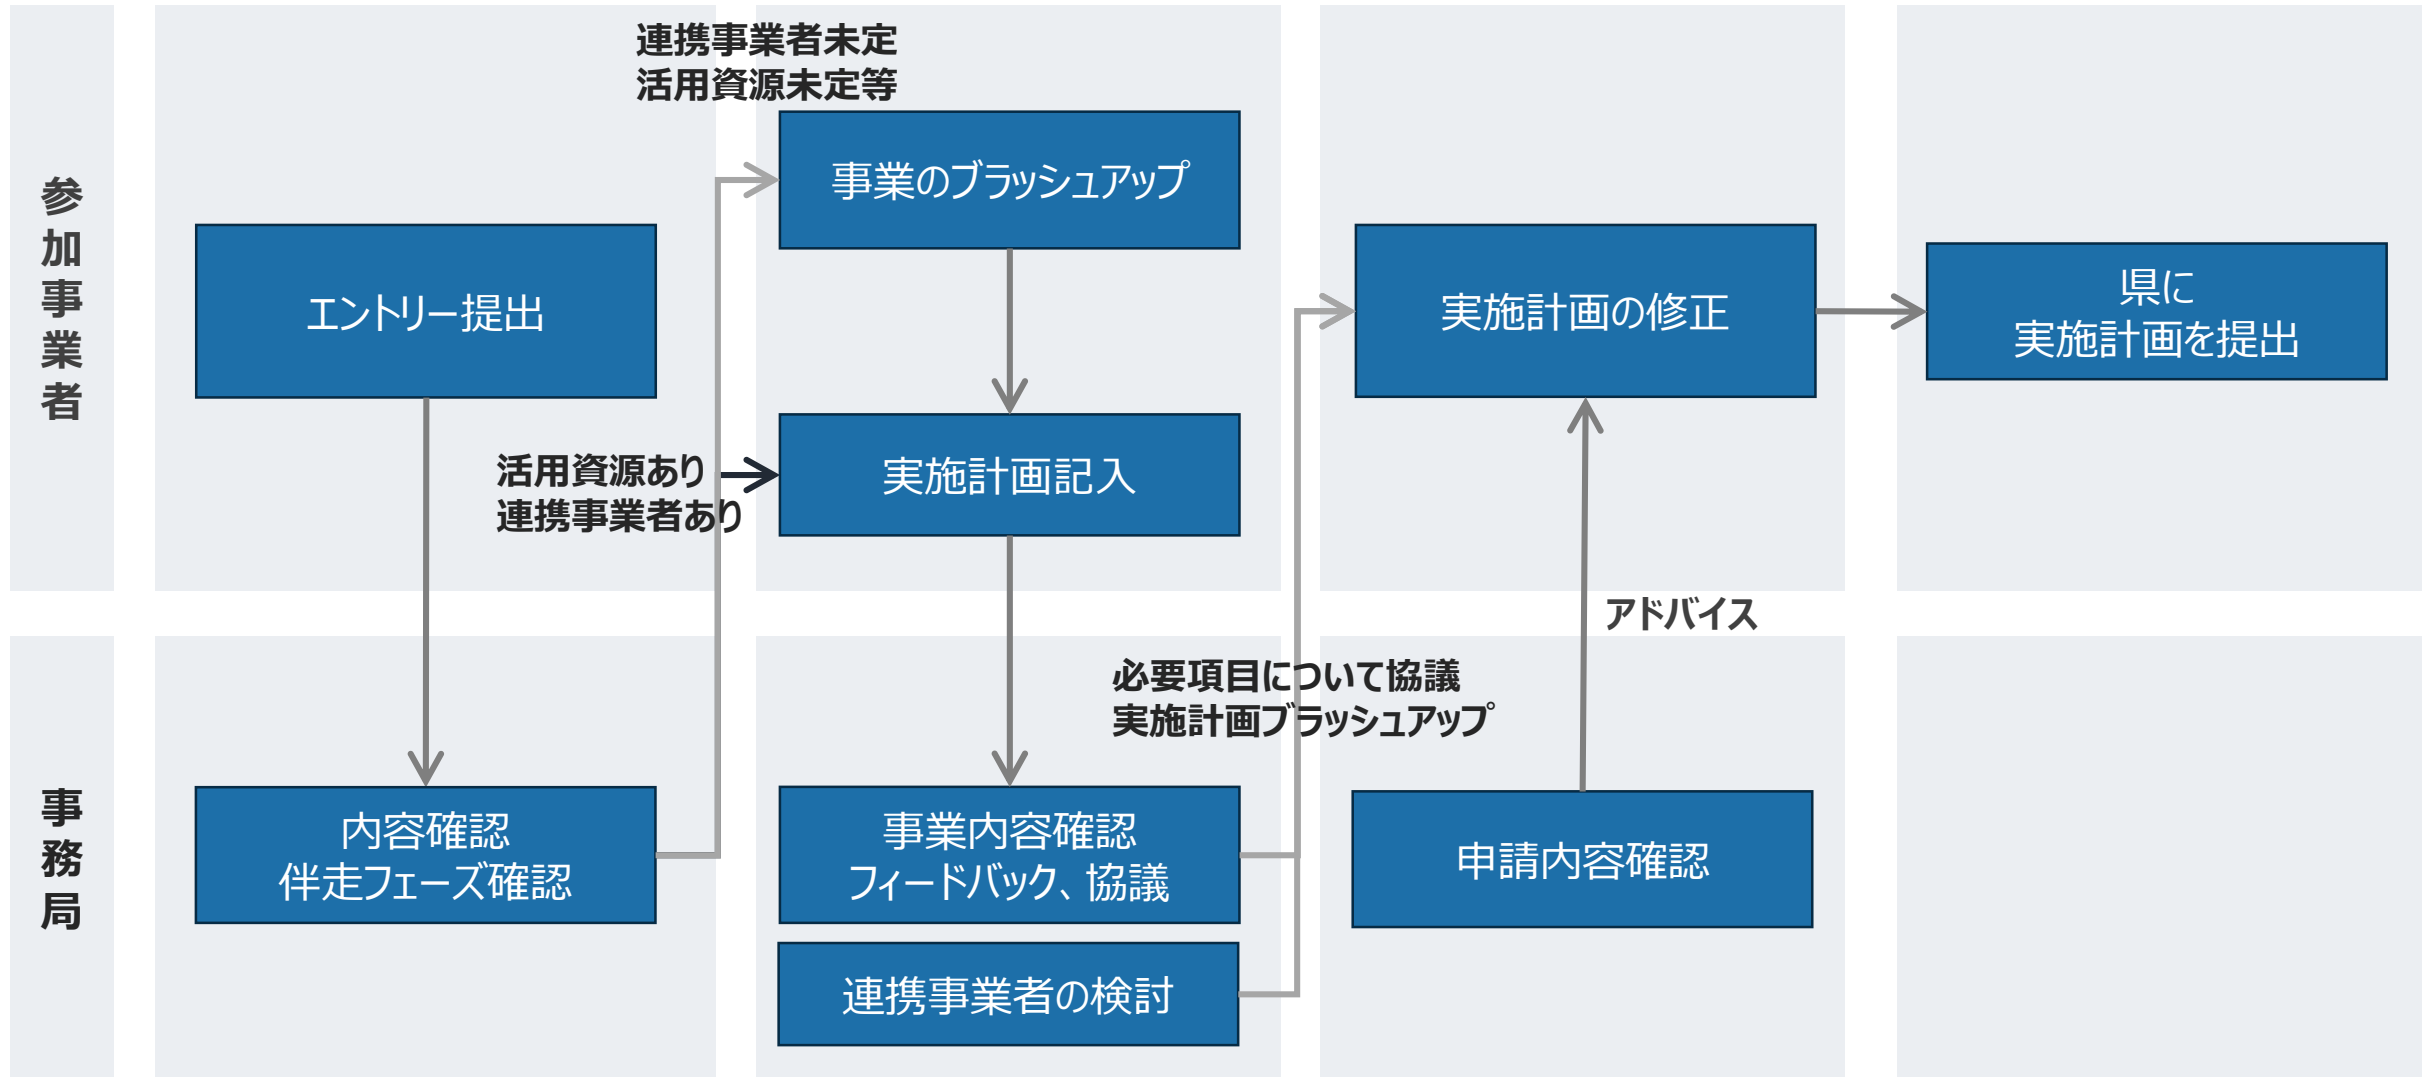 参加事業者
エントリー提出
連携事業者未定
活用資源未定等
事業のブラッシュアップ
活用資源あり
連携事業者あり
実施計画記入
実施計画の修正
県に
実施計画を提出
アドバイス
事務局
内容確認
伴走フェーズ確認
必要項目について協議
実施計画ブラッシュアップ
事業内容確認
フィードバック、協議
連携事業者の検討
申請内容確認